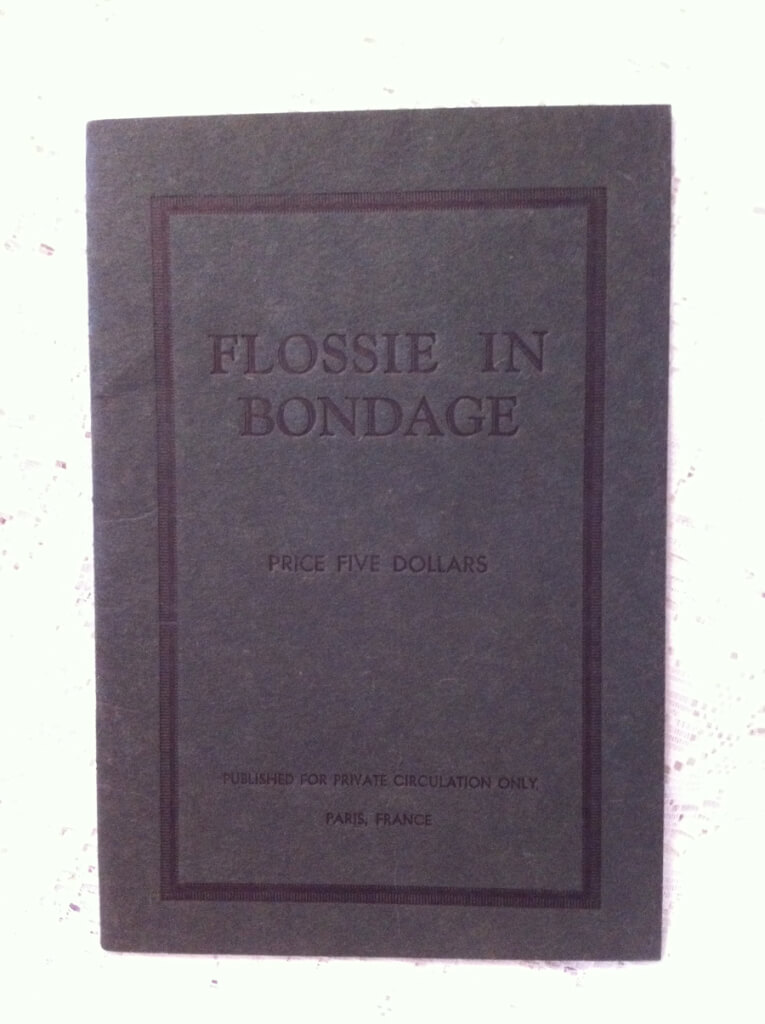 FLOSSIE IN
BONDAGE
PRICE FIVE DOLLARS
PUBLISHED FOR PRIVATE CIRCULATION ONLY
PARIS, FRANCE